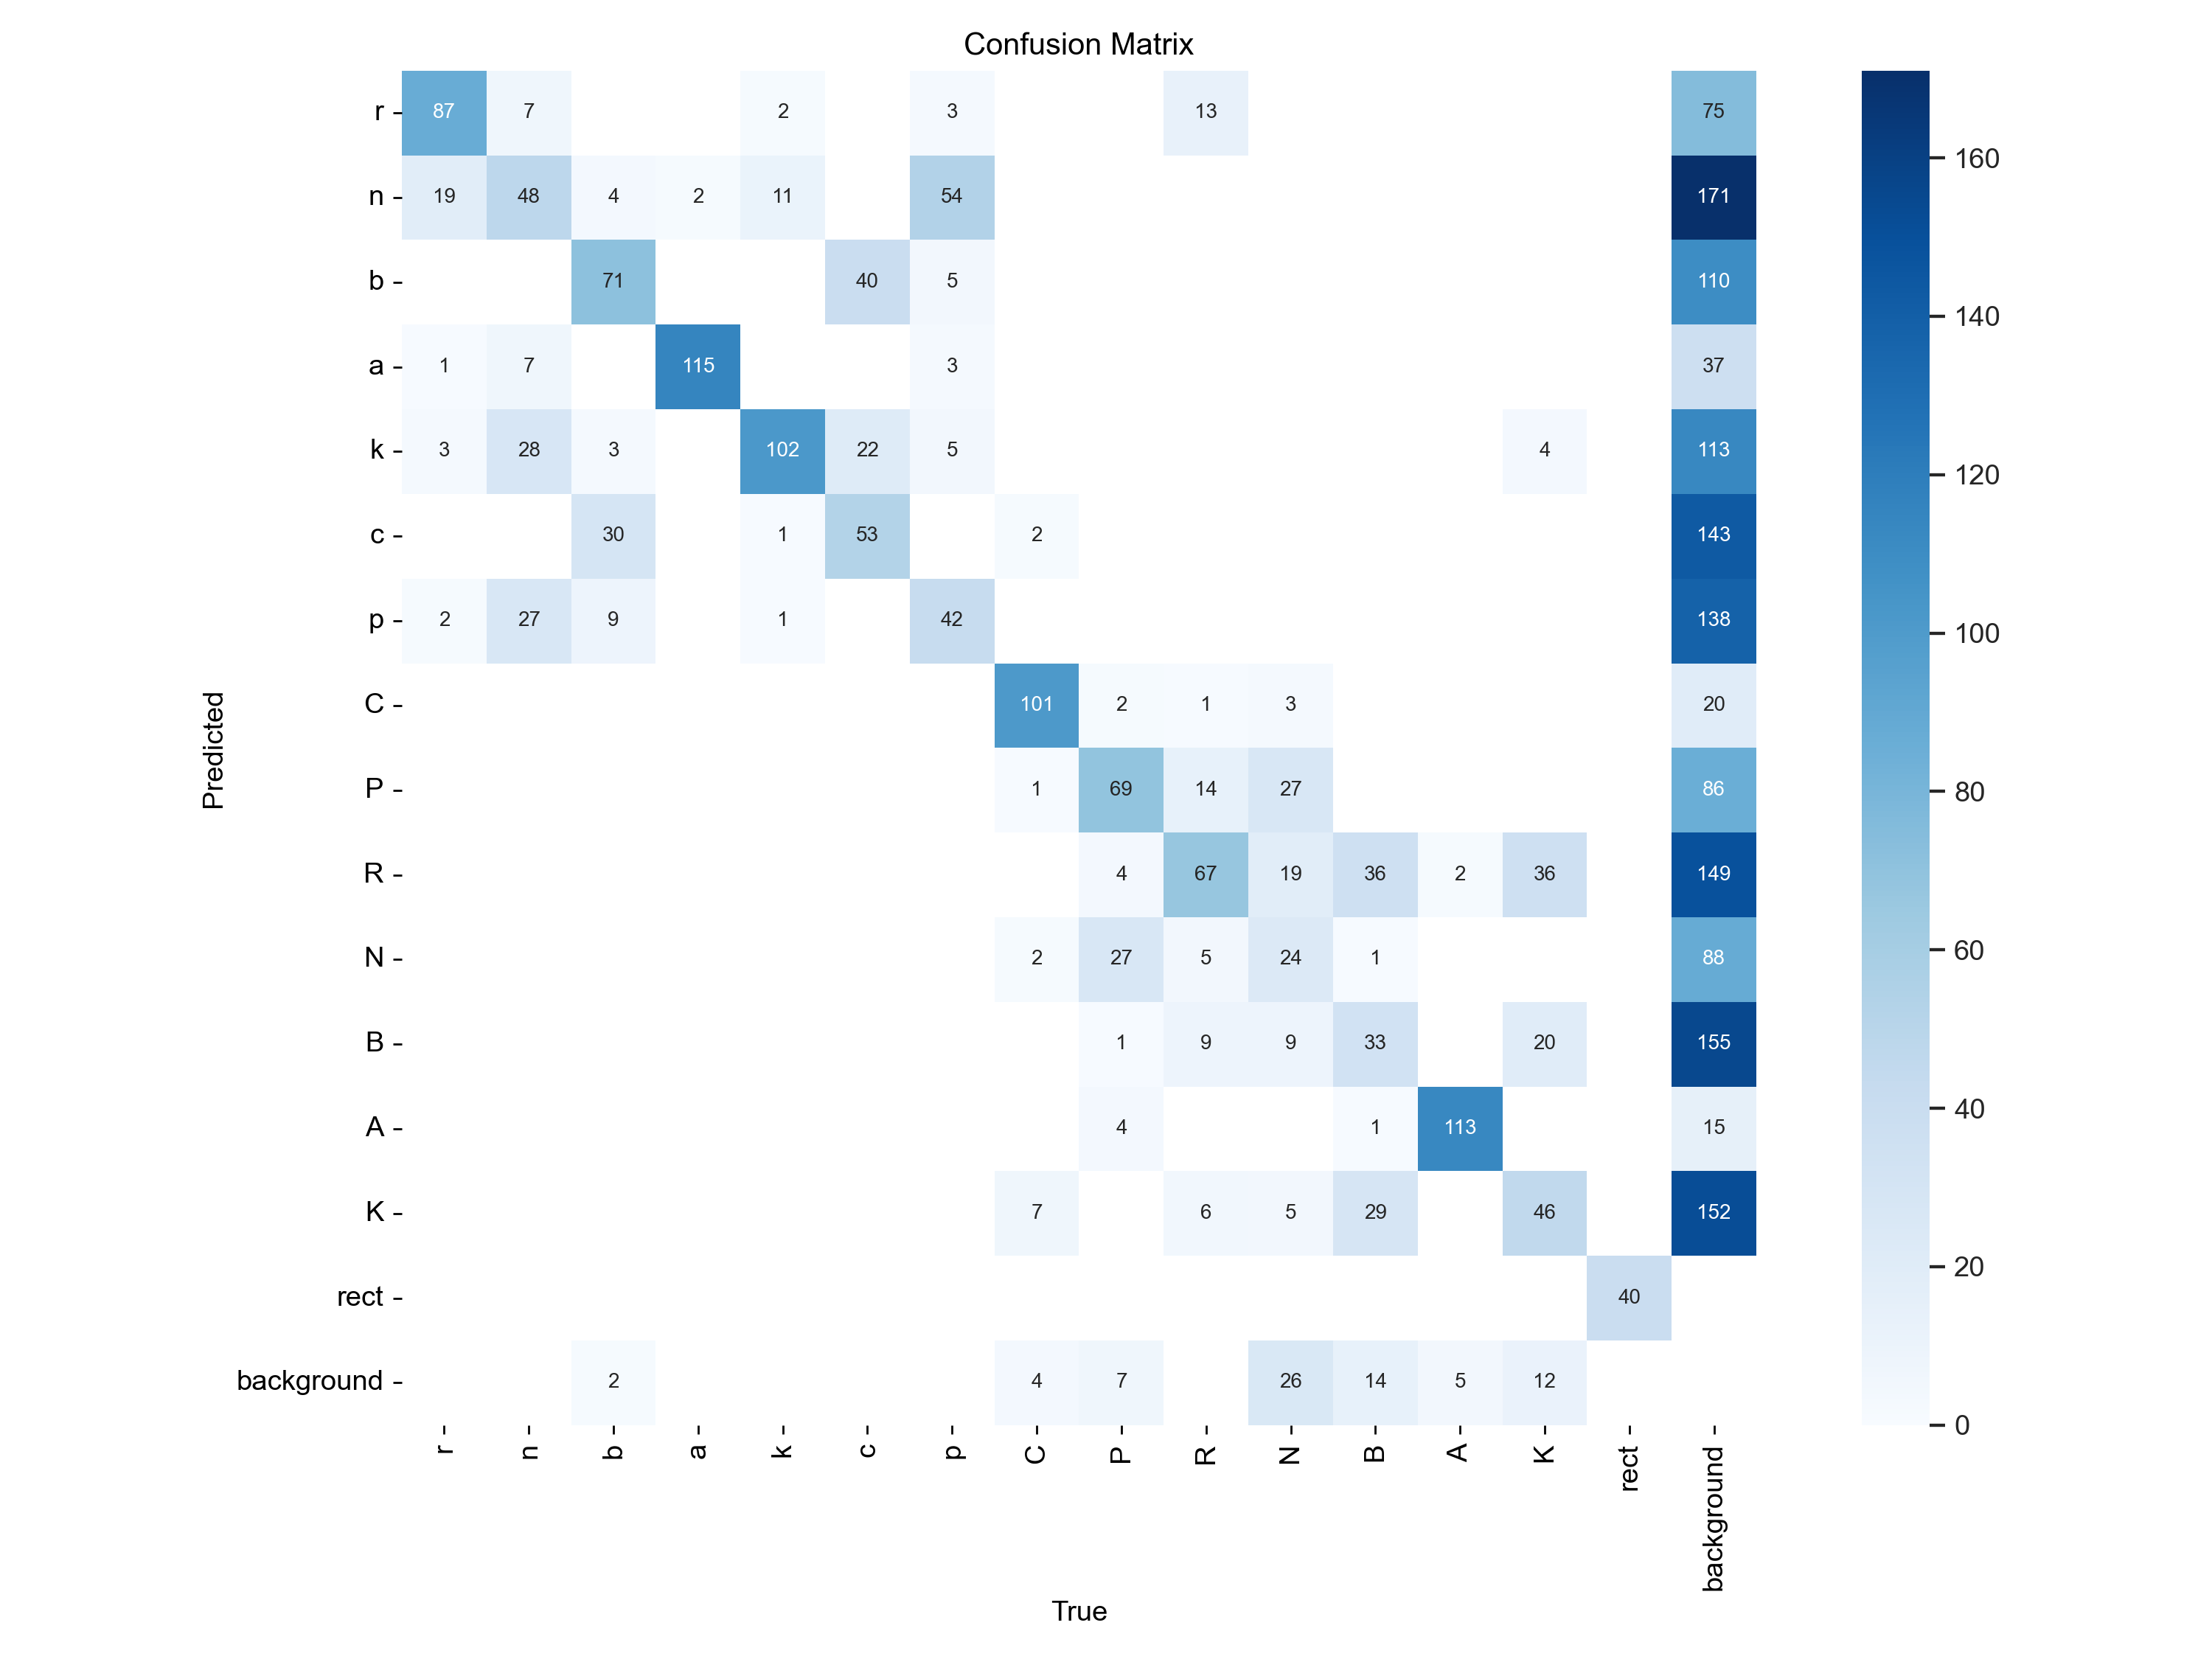 Confusion Matrix
r 87 7 2 3 13 75
n 19 48 4 2 11 54 171
b 71 40 5 110
a 1 7 115 3 37
k 3 28 3 102 22 5 4 113
c 30 1 53 2 143
p 2 27 9 1 42 138
C 101 2 1 3 20
P 1 69 14 27 86
R 4 67 19 36 2 36 149
N 2 27 5 24 1 88
B 1 9 9 33 20 155
A 4 1 113 15
K 7 6 5 29 46 152
rect 40
background 2 4 7 26 14 5 12
r n b a k c p C P R N B A K rect background
Predicted
True
160
140
120
100
80
60
40
20
0